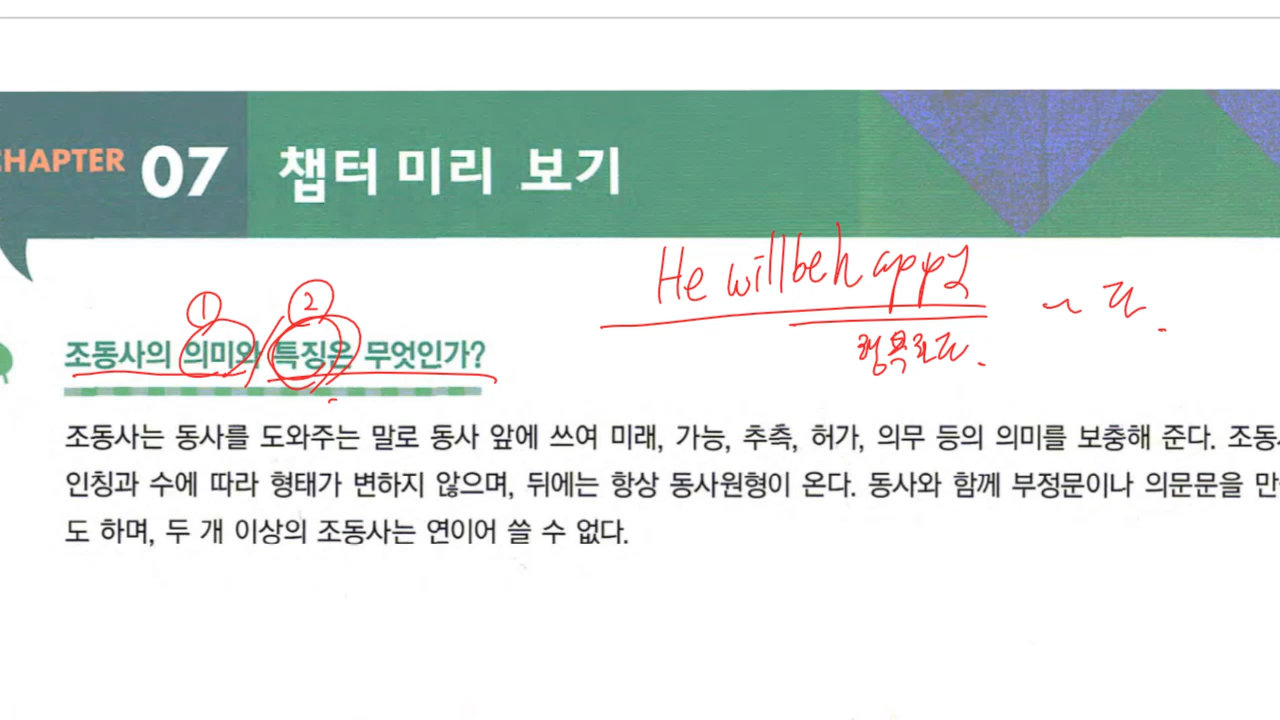 CHAPTER 07 챕터 미리 보기
He will be happy
~ 다.
행복하다.
① ②
조동사의 의미와 / 특징은 무엇인가?
조동사는 동사를 도와주는 말로 동사 앞에 쓰여 미래, 가능, 추측, 허가, 의무 등의 의미를 보충해 준다. 조동
인칭과 수에 따라 형태가 변하지 않으며, 뒤에는 항상 동사원형이 온다. 동사와 함께 부정문이나 의문문을 만
도 하며, 두 개 이상의 조동사는 연이어 쓸 수 없다.